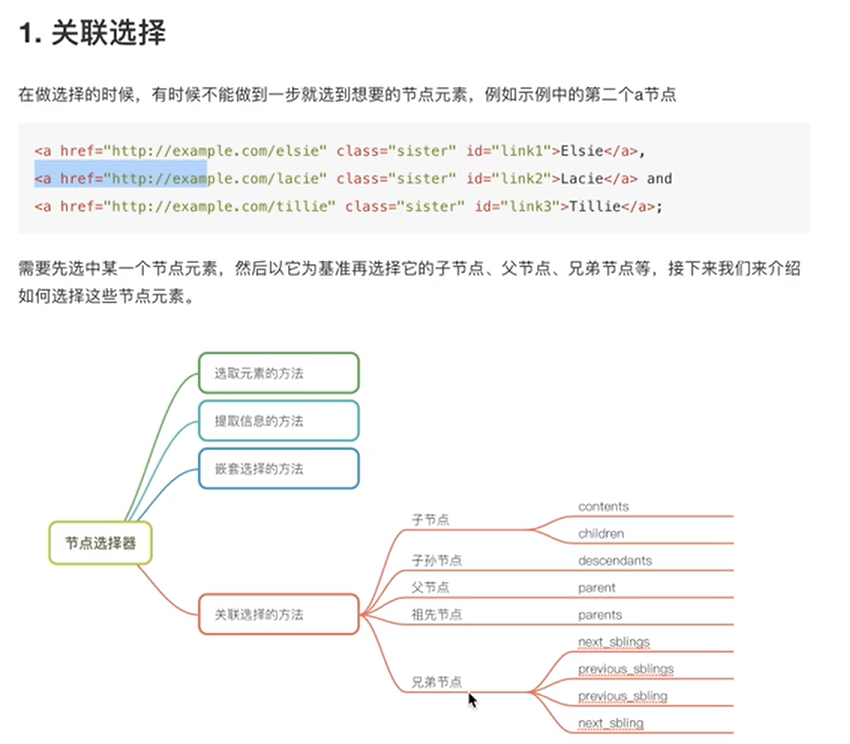 1. 关联选择
在做选择的时候，有时候不能做到一步就选到想要的节点元素，例如示例中的第二个a节点
<a href="http://example.com/elsie" class="sister" id="link1">Elsie</a>,
<a href="http://example.com/lacie" class="sister" id="link2">Lacie</a> and
<a href="http://example.com/tillie" class="sister" id="link3">Tillie</a>;
需要先选中某一个节点元素，然后以它为基准再选择它的子节点、父节点、兄弟节点等，接下来我们来介绍
如何选择这些节点元素。
选取元素的方法
提取信息的方法
嵌套选择的方法
节点选择器
关联选择的方法
子节点
contents
children
子孙节点
descendants
父节点
parent
祖先节点
parents
兄弟节点
next_sblings
previous_sblings
previous_sbling
next_sbling